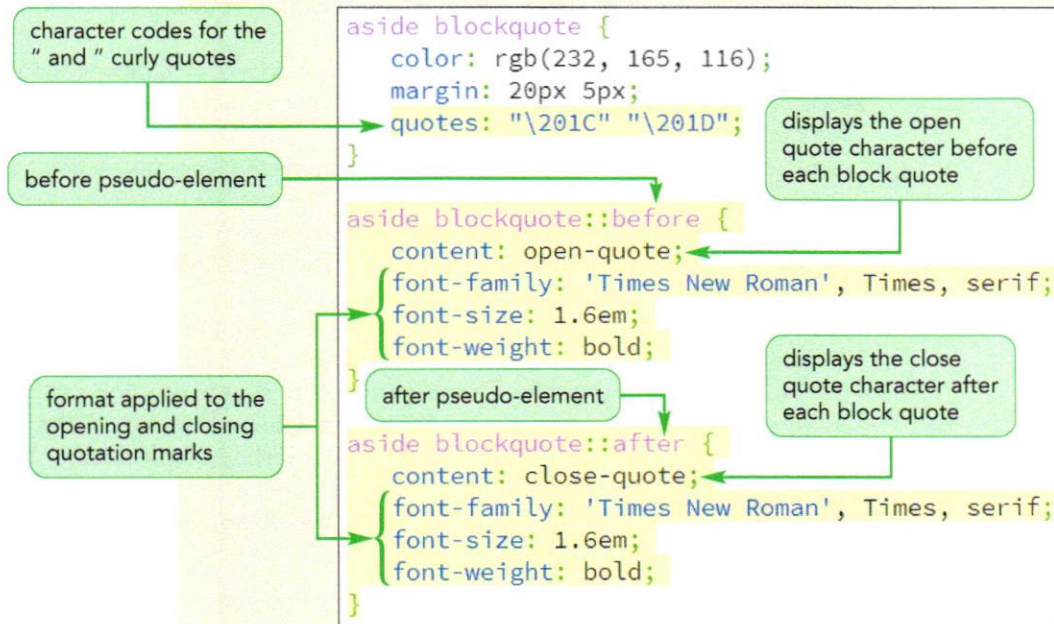 character codes for the
“ and ” curly quotes
before pseudo-element
format applied to the
opening and closing
quotation marks
aside blockquote {
color: rgb(232, 165, 116);
margin: 20px 5px;
quotes: "\201C" "\201D";
}
displays the open
quote character before
each block quote
aside blockquote::before {
content: open-quote;
font-family: 'Times New Roman', Times, serif;
font-size: 1.6em;
font-weight: bold;
}
after pseudo-element
displays the close
quote character after
each block quote
aside blockquote::after {
content: close-quote;
font-family: 'Times New Roman', Times, serif;
font-size: 1.6em;
font-weight: bold;
}